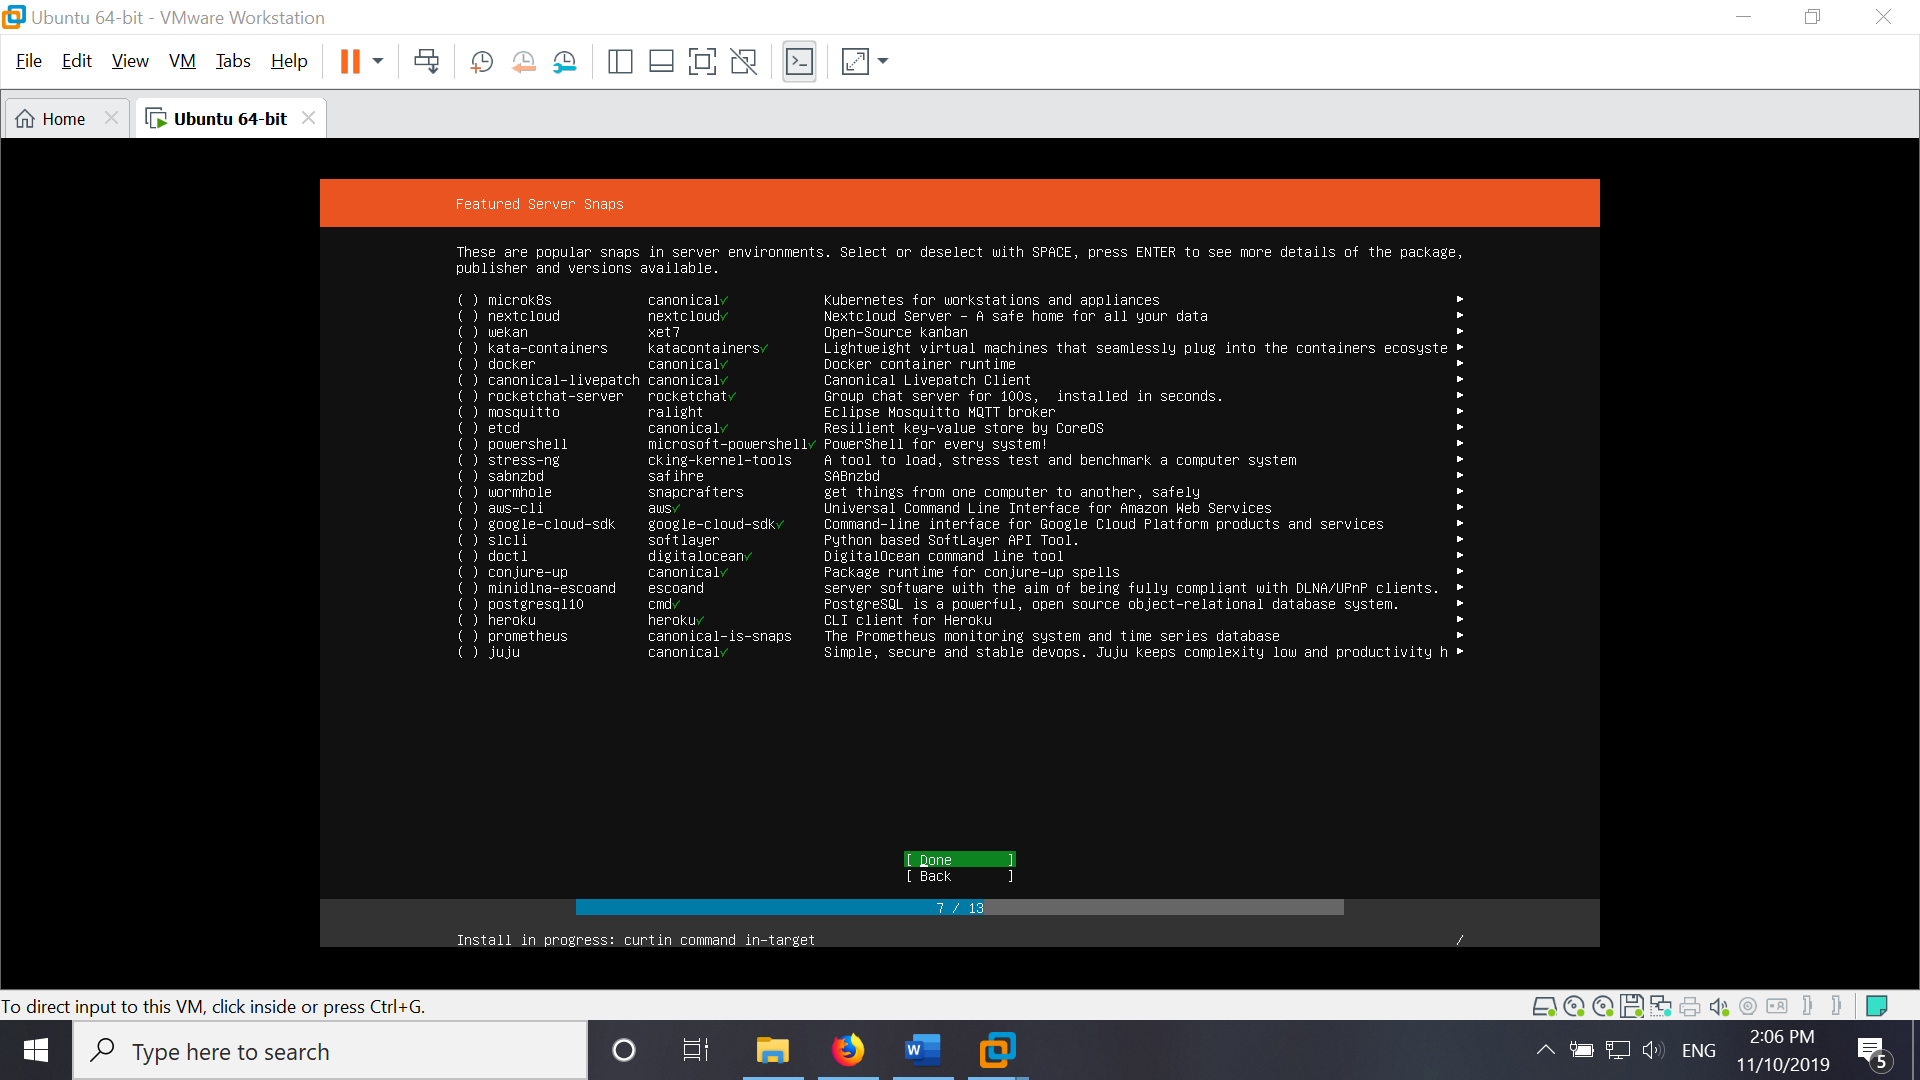 Ubuntu 64-bit - VMware Workstation
File Edit View VM Tabs Help
Home Ubuntu 64-bit
Featured Server Snaps
These are popular snaps in server environments. Select or deselect with SPACE, press ENTER to see more details of the package,
publisher and versions available.
( ) microk8s canonical✓ Kubernetes for workstations and appliances ▶
( ) nextcloud nextcloud✓ Nextcloud Server - A safe home for all your data ▶
( ) wekan xet7 Open-Source kanban ▶
( ) kata-containers katacontainers✓ Lightweight virtual machines that seamlessly plug into the containers ecosyste ▶
( ) docker canonical✓ Docker container runtime ▶
( ) canonical-livepatch canonical✓ Canonical Livepatch Client ▶
( ) rocketchat-server rocketchat✓ Group chat server for 100s,  installed in seconds. ▶
( ) mosquitto ralight Eclipse Mosquitto MQTT broker ▶
( ) etcd canonical✓ Resilient key-value store by CoreOS ▶
( ) powershell microsoft-powershell✓ PowerShell for every system! ▶
( ) stress-ng cking-kernel-tools A tool to load, stress test and benchmark a computer system ▶
( ) sabnzbd safihre SABnzbd ▶
( ) wormhole snapcrafters get things from one computer to another, safely ▶
( ) aws-cli aws✓ Universal Command Line Interface for Amazon Web Services ▶
( ) google-cloud-sdk google-cloud-sdk✓ Command-line interface for Google Cloud Platform products and services ▶
( ) slcli softlayer Python based SoftLayer API Tool. ▶
( ) doctl digitalocean✓ DigitalOcean command line tool ▶
( ) conjure-up canonical✓ Package runtime for conjure-up spells ▶
( ) minidlna-escoand escoand server software with the aim of being fully compliant with DLNA/UPnP clients. ▶
( ) postgresql10 cmd✓ PostgreSQL is a powerful, open source object-relational database system. ▶
( ) heroku heroku✓ CLI client for Heroku ▶
( ) prometheus canonical-is-snaps The Prometheus monitoring system and time series database ▶
( ) juju canonical✓ Simple, secure and stable devops. Juju keeps complexity low and productivity h ▶
[ Done ]
[ Back ]
7 / 13
Install in progress: curtin command in-target /
To direct input to this VM, click inside or press Ctrl+G.
Type here to search
ENG
2:06 PM
11/10/2019
5